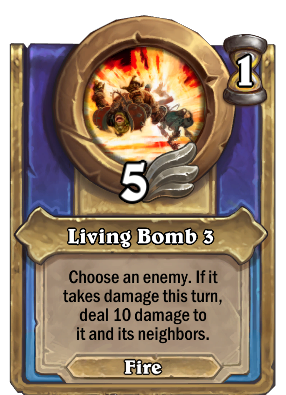 1
5
Living Bomb 3
Choose an enemy. If it
takes damage this turn,
deal 10 damage to
it and its neighbors.
Fire